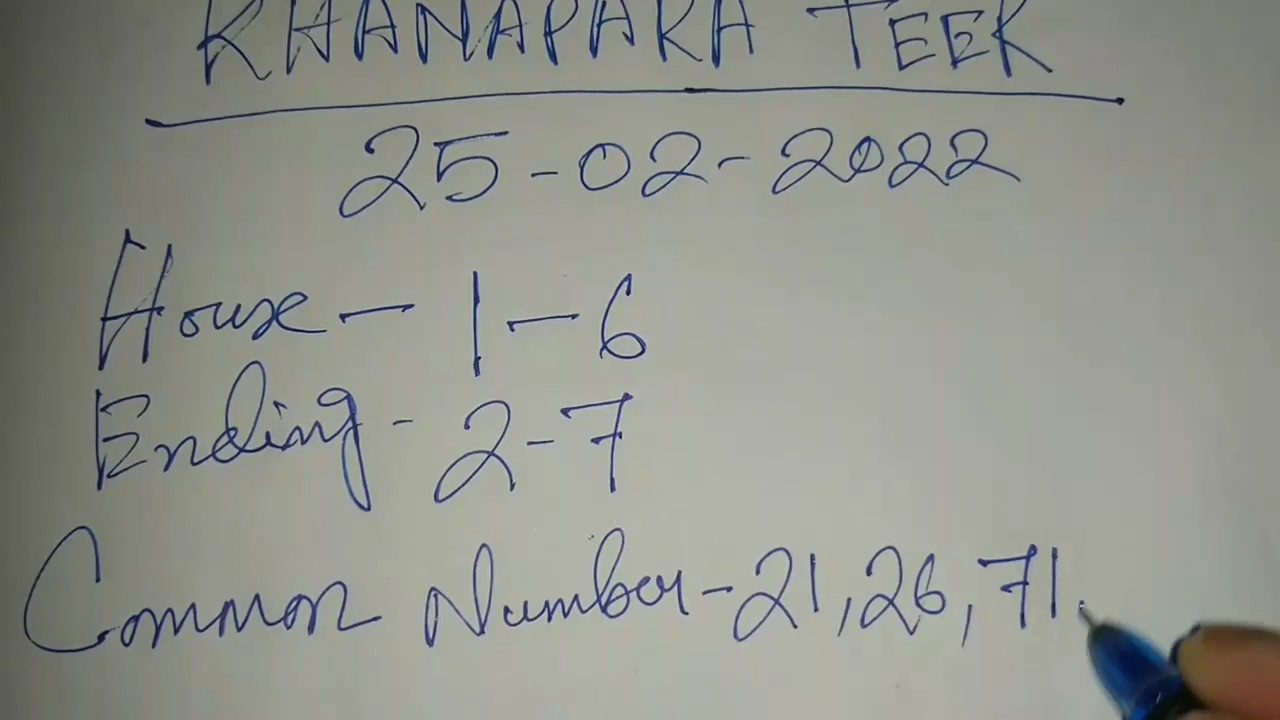 KHANAPARA TEER
25-02-2022
House - 1 - 6
Ending - 2 - 7
Common Number - 21, 26, 71